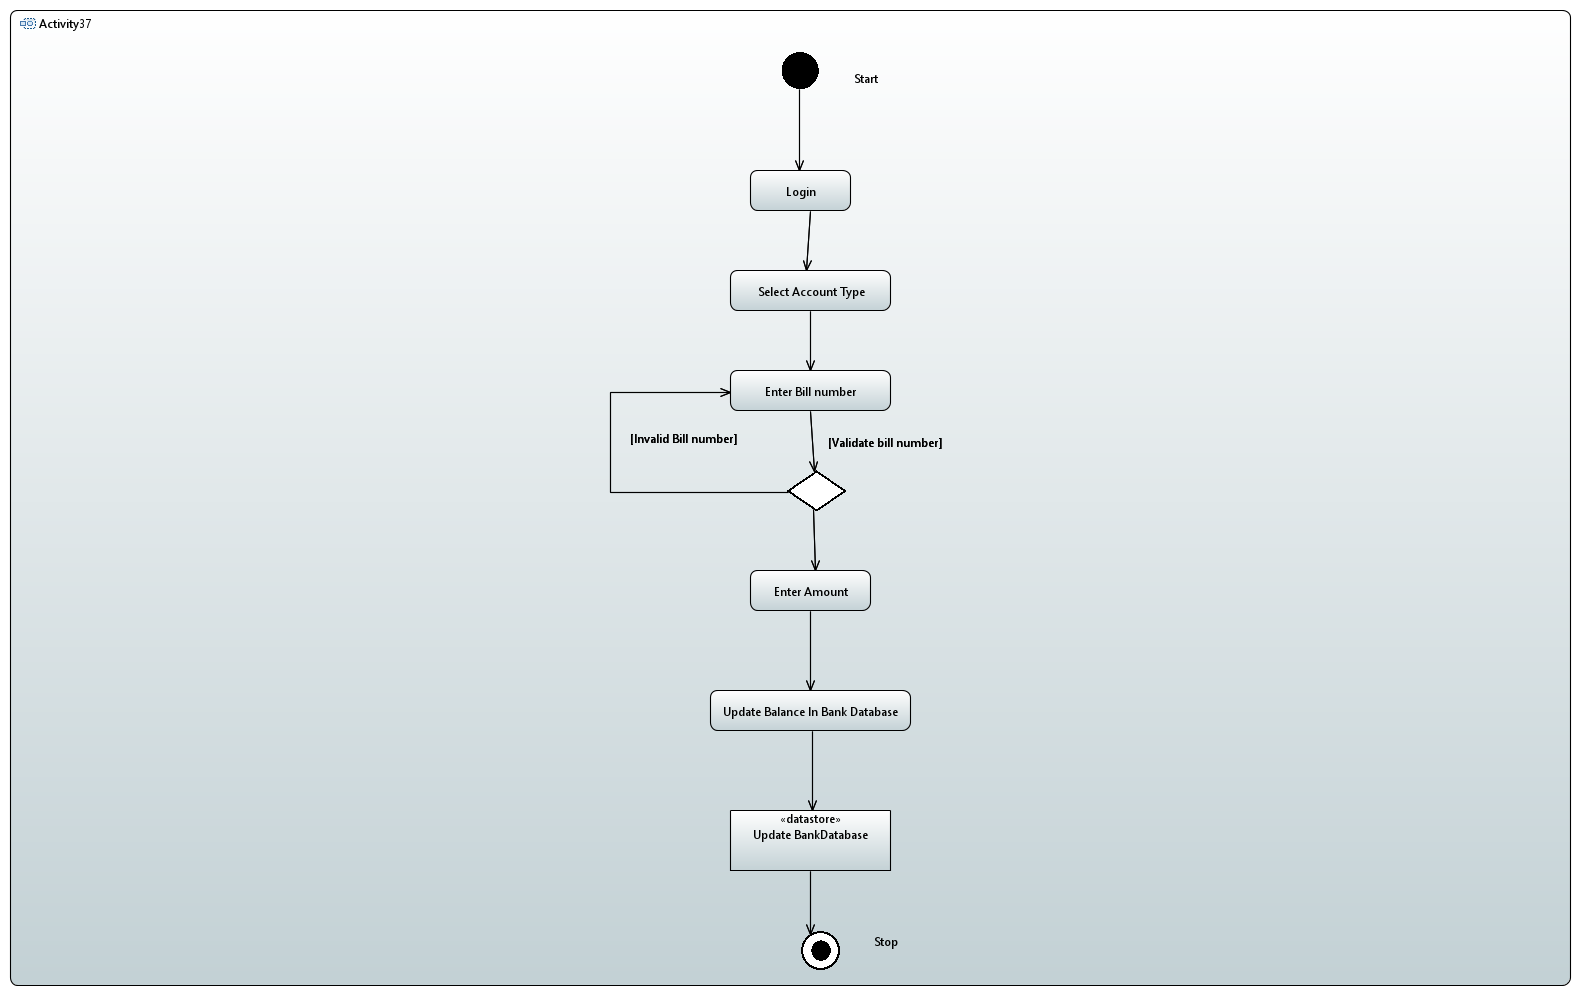 Activity37
Start
Login
Select Account Type
Enter Bill number
[Invalid Bill number]
[Validate bill number]
Enter Amount
Update Balance In Bank Database
«datastore»
Update BankDatabase
Stop